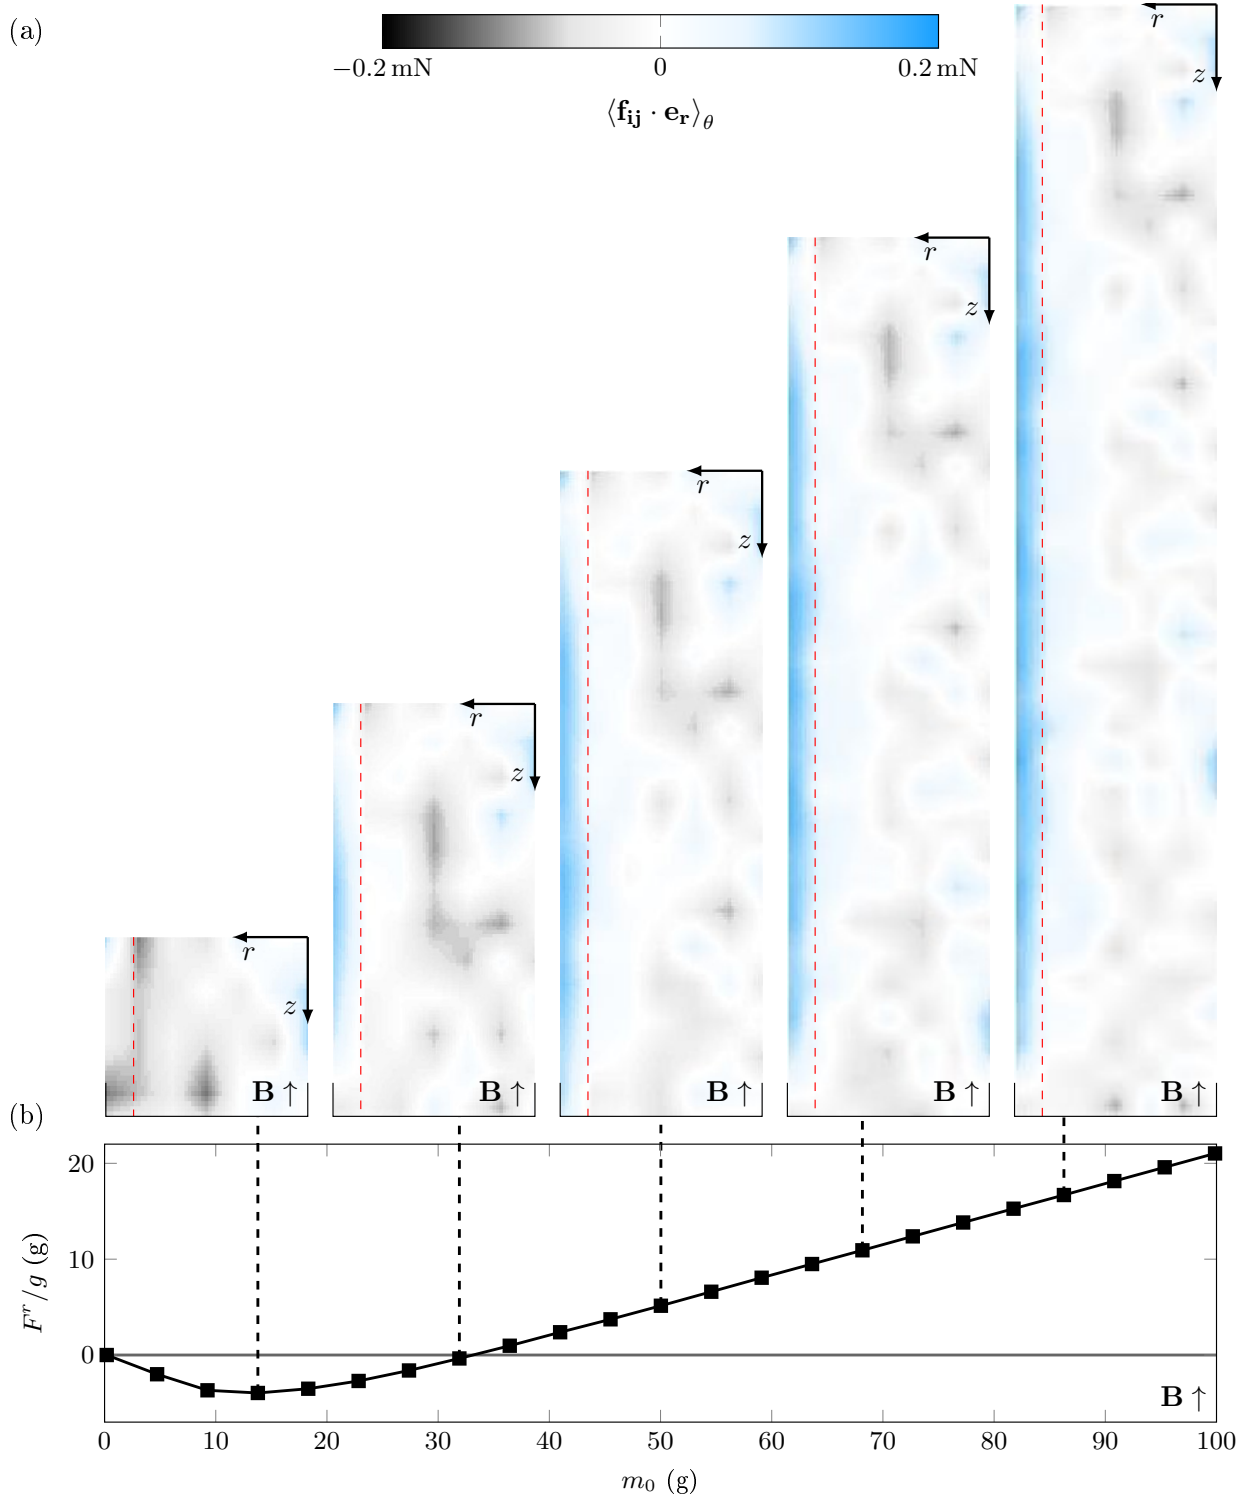 (a)
−0.2 mN 0 0.2 mN
⟨f_ij · e_r⟩_θ
r
z
r
z
r
z
r
z
r
z
B ↑ B ↑ B ↑ B ↑ B ↑
(b)
20
10
0
F^r/g (g)
B ↑
0 10 20 30 40 50 60 70 80 90 100
m_0 (g)